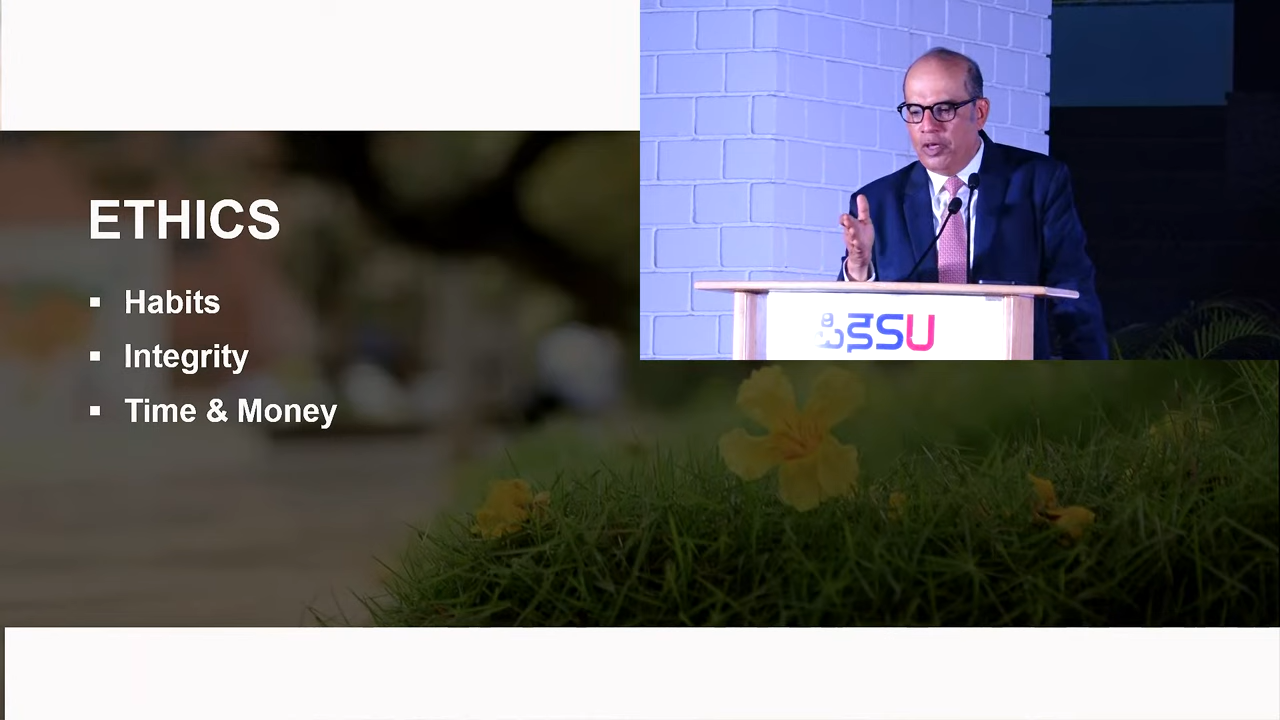 ETHICS
▪ Habits
▪ Integrity
▪ Time & Money